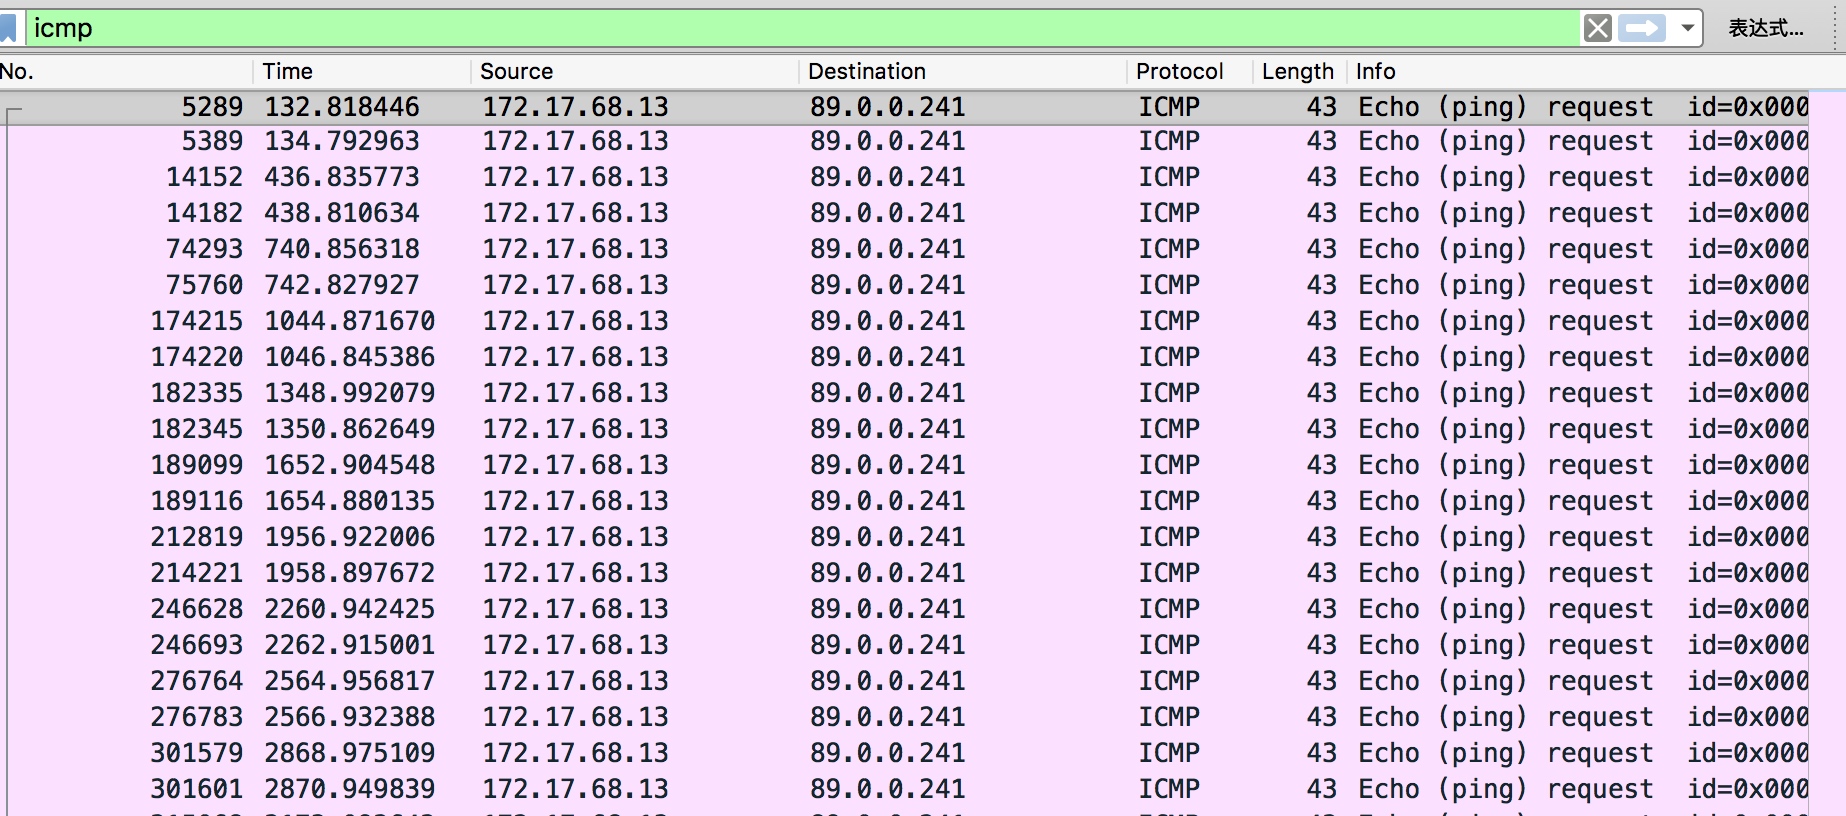 icmp 表达式…
No. Time Source Destination Protocol Length Info
5289 132.818446 172.17.68.13 89.0.0.241 ICMP 43 Echo (ping) request id=0x000
5389 134.792963 172.17.68.13 89.0.0.241 ICMP 43 Echo (ping) request id=0x000
14152 436.835773 172.17.68.13 89.0.0.241 ICMP 43 Echo (ping) request id=0x000
14182 438.810634 172.17.68.13 89.0.0.241 ICMP 43 Echo (ping) request id=0x000
74293 740.856318 172.17.68.13 89.0.0.241 ICMP 43 Echo (ping) request id=0x000
75760 742.827927 172.17.68.13 89.0.0.241 ICMP 43 Echo (ping) request id=0x000
174215 1044.871670 172.17.68.13 89.0.0.241 ICMP 43 Echo (ping) request id=0x000
174220 1046.845386 172.17.68.13 89.0.0.241 ICMP 43 Echo (ping) request id=0x000
182335 1348.992079 172.17.68.13 89.0.0.241 ICMP 43 Echo (ping) request id=0x000
182345 1350.862649 172.17.68.13 89.0.0.241 ICMP 43 Echo (ping) request id=0x000
189099 1652.904548 172.17.68.13 89.0.0.241 ICMP 43 Echo (ping) request id=0x000
189116 1654.880135 172.17.68.13 89.0.0.241 ICMP 43 Echo (ping) request id=0x000
212819 1956.922006 172.17.68.13 89.0.0.241 ICMP 43 Echo (ping) request id=0x000
214221 1958.897672 172.17.68.13 89.0.0.241 ICMP 43 Echo (ping) request id=0x000
246628 2260.942425 172.17.68.13 89.0.0.241 ICMP 43 Echo (ping) request id=0x000
246693 2262.915001 172.17.68.13 89.0.0.241 ICMP 43 Echo (ping) request id=0x000
276764 2564.956817 172.17.68.13 89.0.0.241 ICMP 43 Echo (ping) request id=0x000
276783 2566.932388 172.17.68.13 89.0.0.241 ICMP 43 Echo (ping) request id=0x000
301579 2868.975109 172.17.68.13 89.0.0.241 ICMP 43 Echo (ping) request id=0x000
301601 2870.949839 172.17.68.13 89.0.0.241 ICMP 43 Echo (ping) request id=0x000